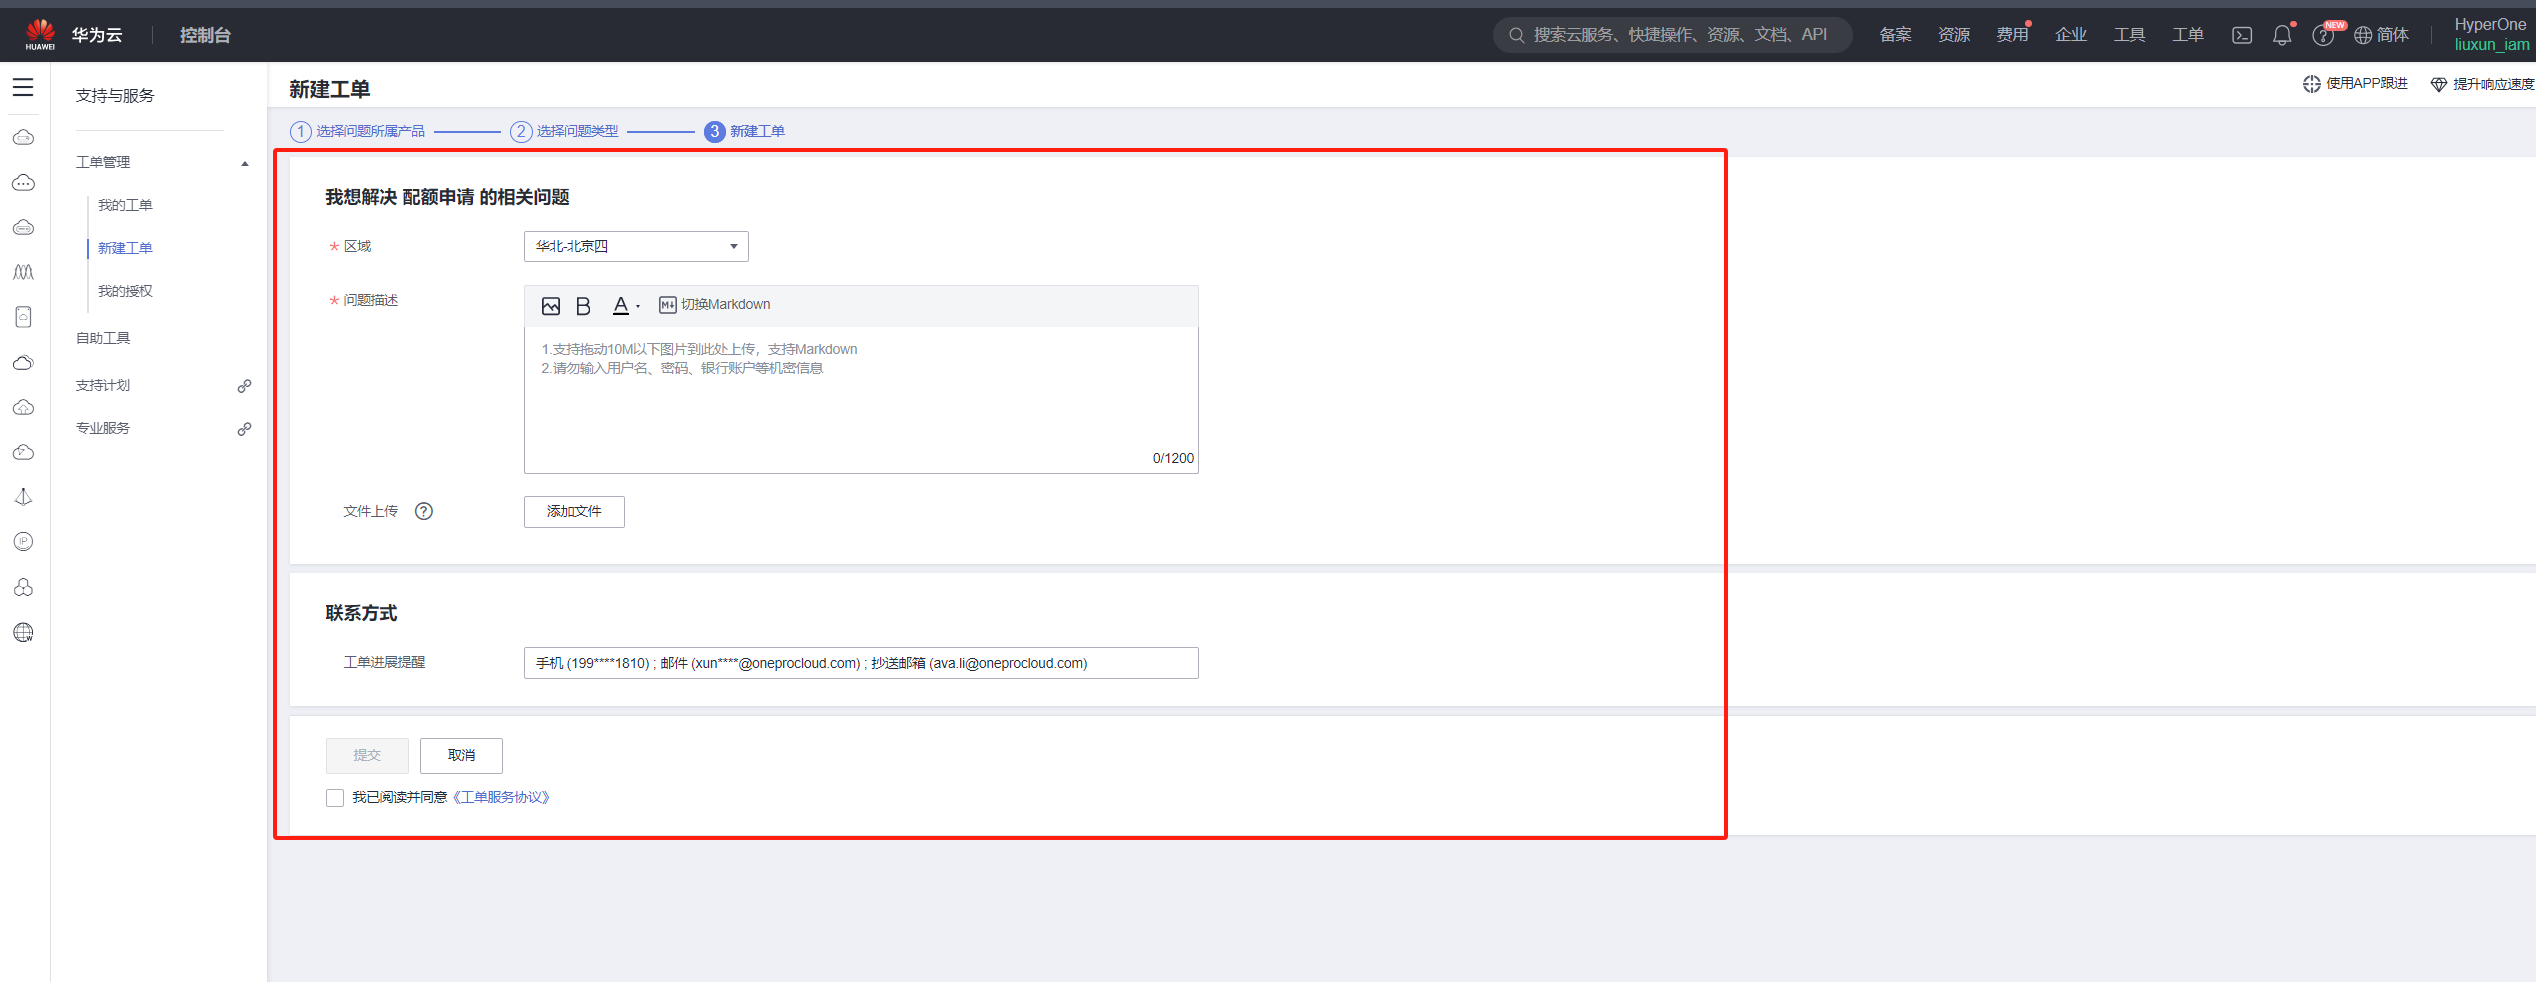 HUAWEI 华为云 控制台 搜索云服务、快捷操作、资源、文档、API 备案 资源 费用 企业 工具 工单 NEW 简体 HyperOne
liuxun_iam
支持与服务
工单管理
我的工单
新建工单
我的授权
自助工具
支持计划
专业服务
新建工单 使用APP跟进 提升响应速度
1 选择问题所属产品 2 选择问题类型 3 新建工单
我想解决 配额申请 的相关问题
* 区域 华北-北京四
* 问题描述 B A M 切换Markdown
1.支持拖动10M以下图片到此处上传，支持Markdown
2.请勿输入用户名、密码、银行账户等机密信息
0/1200
文件上传 ? 添加文件
联系方式
工单进展提醒 手机 (199****1810) ; 邮件 (xun****@oneprocloud.com) ; 抄送邮箱 (ava.li@oneprocloud.com)
提交 取消
我已阅读并同意《工单服务协议》
IP
W